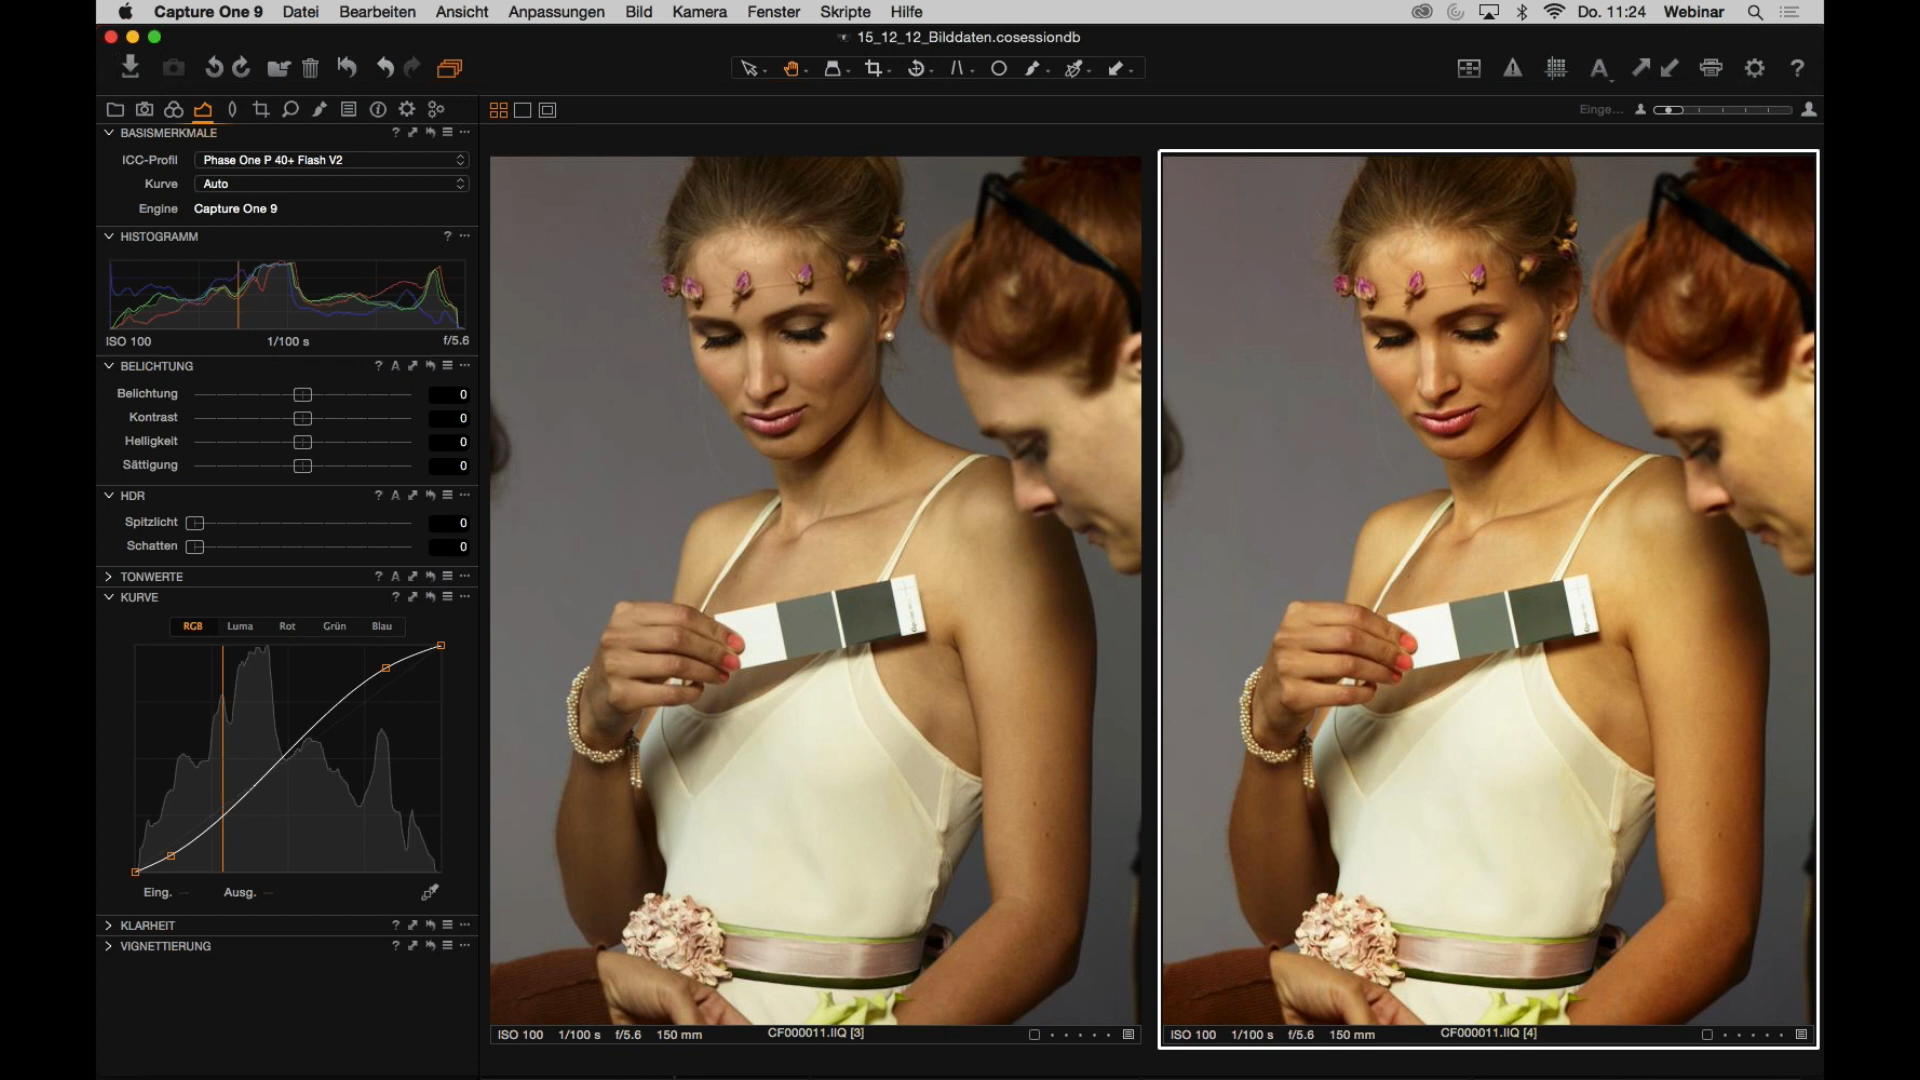 Capture One 9 Datei Bearbeiten Ansicht Anpassungen Bild Kamera Fenster Skripte Hilfe Do. 11:24 Webinar
15_12_12_Bilddaten.cosessiondb
Einge...
BASISMERKMALE
ICC-Profil Phase One P 40+ Flash V2
Kurve Auto
Engine Capture One 9
HISTOGRAMM
ISO 100 1/100 s f/5.6
BELICHTUNG
Belichtung 0
Kontrast 0
Helligkeit 0
Sättigung 0
HDR
Spitzlicht 0
Schatten 0
TONWERTE
KURVE
RGB Luma Rot Grün Blau
Eing. -- Ausg. --
KLARHEIT
VIGNETTIERUNG
ISO 100 1/100 s f/5.6 150 mm CF000011.IIQ [3]
ISO 100 1/100 s f/5.6 150 mm CF000011.IIQ [4]